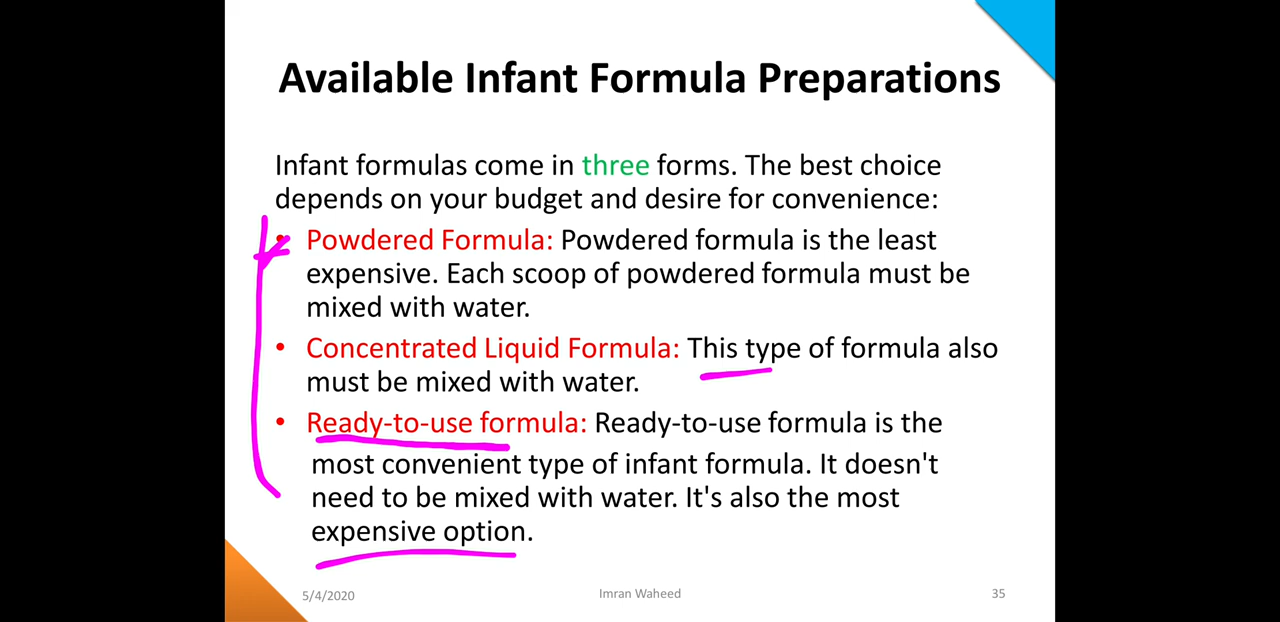 Available Infant Formula Preparations
Infant formulas come in three forms. The best choice
depends on your budget and desire for convenience:
• Powdered Formula: Powdered formula is the least
expensive. Each scoop of powdered formula must be
mixed with water.
• Concentrated Liquid Formula: This type of formula also
must be mixed with water.
• Ready-to-use formula: Ready-to-use formula is the
most convenient type of infant formula. It doesn't
need to be mixed with water. It's also the most
expensive option.
5/4/2020 Imran Waheed 35